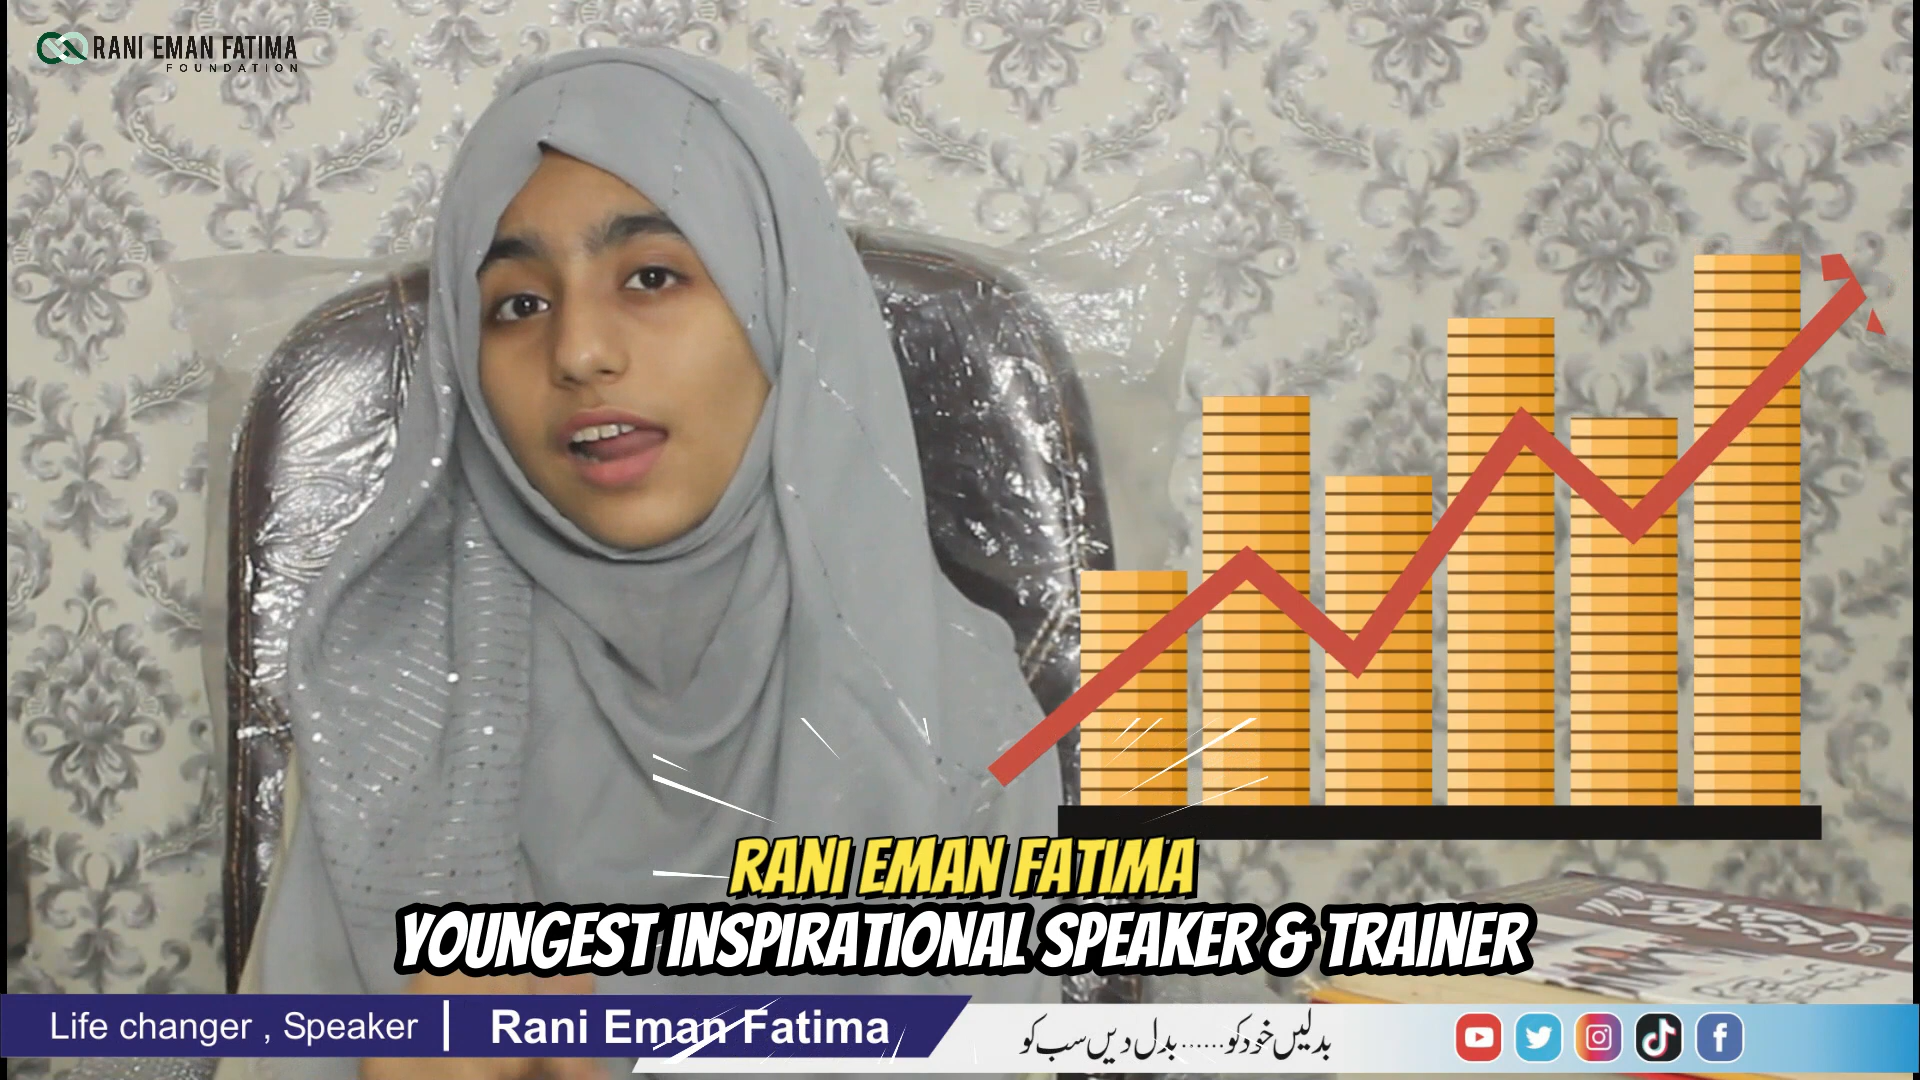 RANI EMAN FATIMA
FOUNDATION
RANI EMAN FATIMA
YOUNGEST INSPIRATIONAL SPEAKER & TRAINER
Life changer , Speaker | Rani Eman Fatima
بدلیں خود کو......بدل دیں سب کو